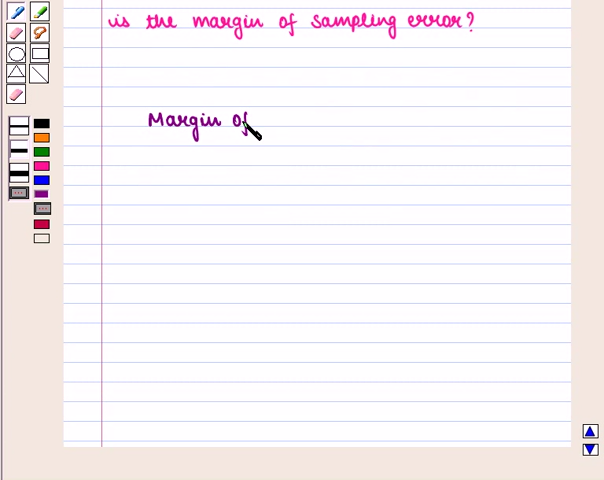 is the margin of sampling error?
Margin of